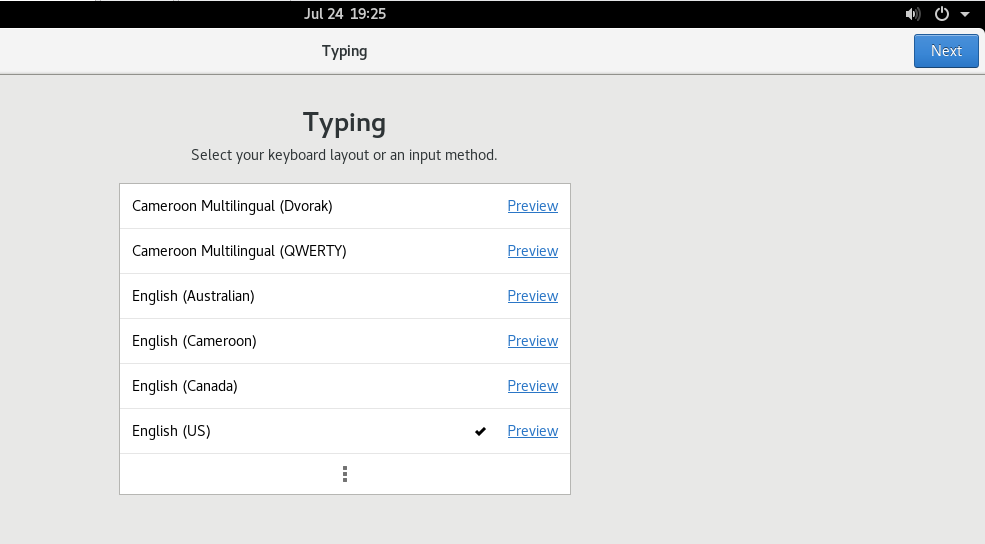 Jul 24 19:25
Typing
Next
Typing
Select your keyboard layout or an input method.
Cameroon Multilingual (Dvorak) Preview
Cameroon Multilingual (QWERTY) Preview
English (Australian) Preview
English (Cameroon) Preview
English (Canada) Preview
English (US) Preview